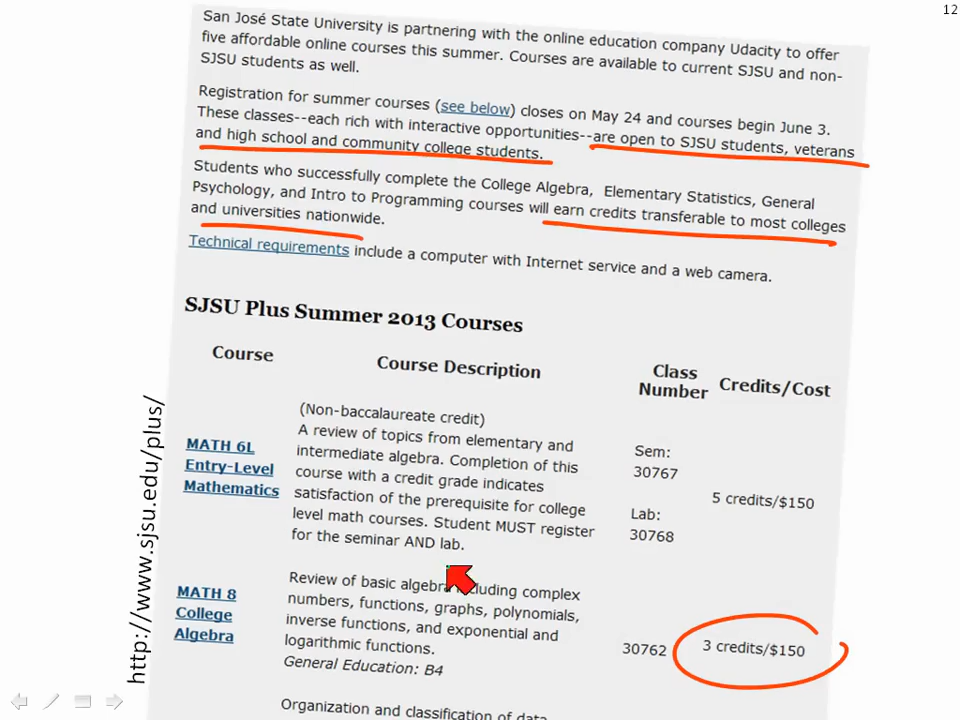 12
San José State University is partnering with the online education company Udacity to offer
five affordable online courses this summer. Courses are available to current SJSU and non-
SJSU students as well.
Registration for summer courses (see below) closes on May 24 and courses begin June 3.
These classes--each rich with interactive opportunities--are open to SJSU students, veterans
and high school and community college students.
Students who successfully complete the College Algebra, Elementary Statistics, General
Psychology, and Intro to Programming courses will earn credits transferable to most colleges
and universities nationwide.
Technical requirements include a computer with Internet service and a web camera.
SJSU Plus Summer 2013 Courses
Course
Course Description
Class
Number
Credits/Cost
MATH 6L
Entry-Level
Mathematics
(Non-baccalaureate credit)
A review of topics from elementary and
intermediate algebra. Completion of this
course with a credit grade indicates
satisfaction of the prerequisite for college
level math courses. Student MUST register
for the seminar AND lab.
Sem:
30767
Lab:
30768
5 credits/$150
MATH 8
College
Algebra
Review of basic algebra including complex
numbers, functions, graphs, polynomials,
inverse functions, and exponential and
logarithmic functions.
General Education: B4
30762
3 credits/$150
Organization and classification of data
http://www.sjsu.edu/plus/